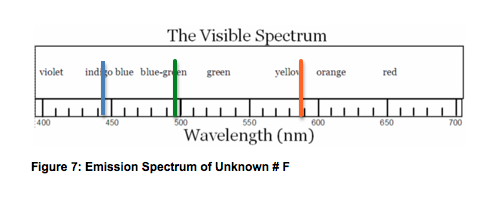 The Visible Spectrum
violet indigo blue blue-green green yellow orange red
400 450 500 550 600 650 700
Wavelength (nm)
Figure 7: Emission Spectrum of Unknown # F